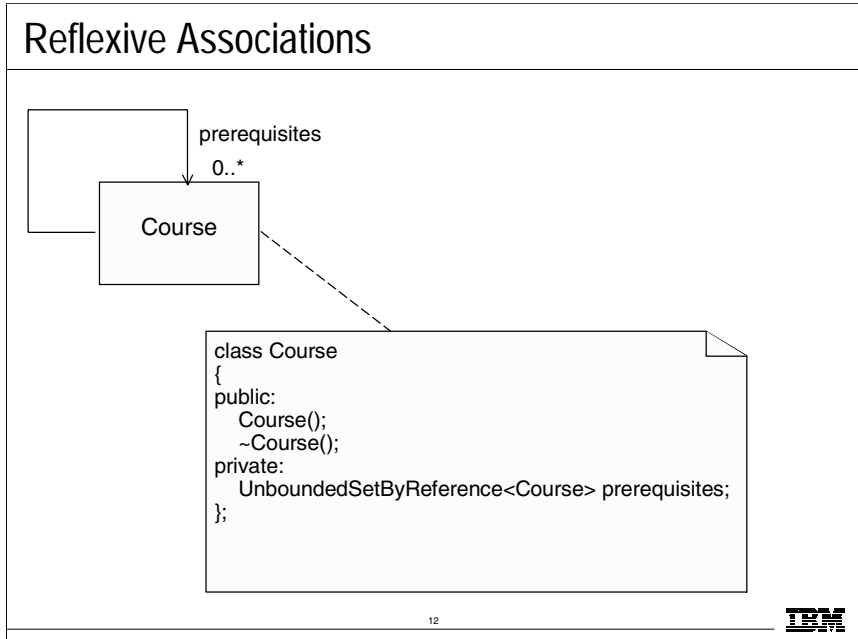 Reflexive Associations
prerequisites
0..*
Course
class Course
{
public:
Course();
~Course();
private:
UnboundedSetByReference<Course> prerequisites;
};
12
IBM